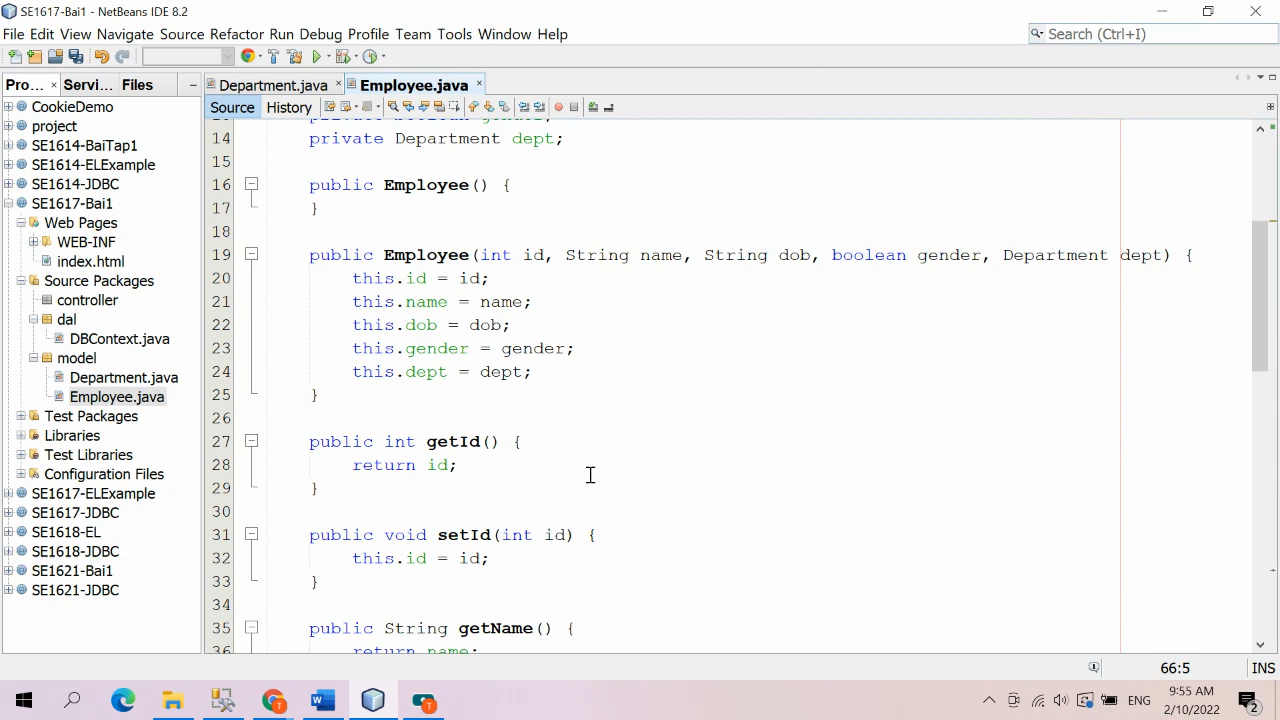 SE1617-Bai1 - NetBeans IDE 8.2
File Edit View Navigate Source Refactor Run Debug Profile Team Tools Window Help
Search (Ctrl+I)
Pro... × Servi... Files
Department.java × Employee.java ×
Source History
CookieDemo
project
SE1614-BaiTap1
SE1614-ELExample
SE1614-JDBC
SE1617-Bai1
Web Pages
WEB-INF
index.html
Source Packages
controller
dal
DBContext.java
model
Department.java
Employee.java
Test Packages
Libraries
Test Libraries
Configuration Files
SE1617-ELExample
SE1617-JDBC
SE1618-EL
SE1618-JDBC
SE1621-Bai1
SE1621-JDBC
13 private boolean gender;
14 private Department dept;
15
16 public Employee() {
17 }
18
19 public Employee(int id, String name, String dob, boolean gender, Department dept) {
20 this.id = id;
21 this.name = name;
22 this.dob = dob;
23 this.gender = gender;
24 this.dept = dept;
25 }
26
27 public int getId() {
28 return id;
29 }
30
31 public void setId(int id) {
32 this.id = id;
33 }
34
35 public String getName() {
36 return name;
66:5 INS
ENG
9:55 AM
2/10/2022
2